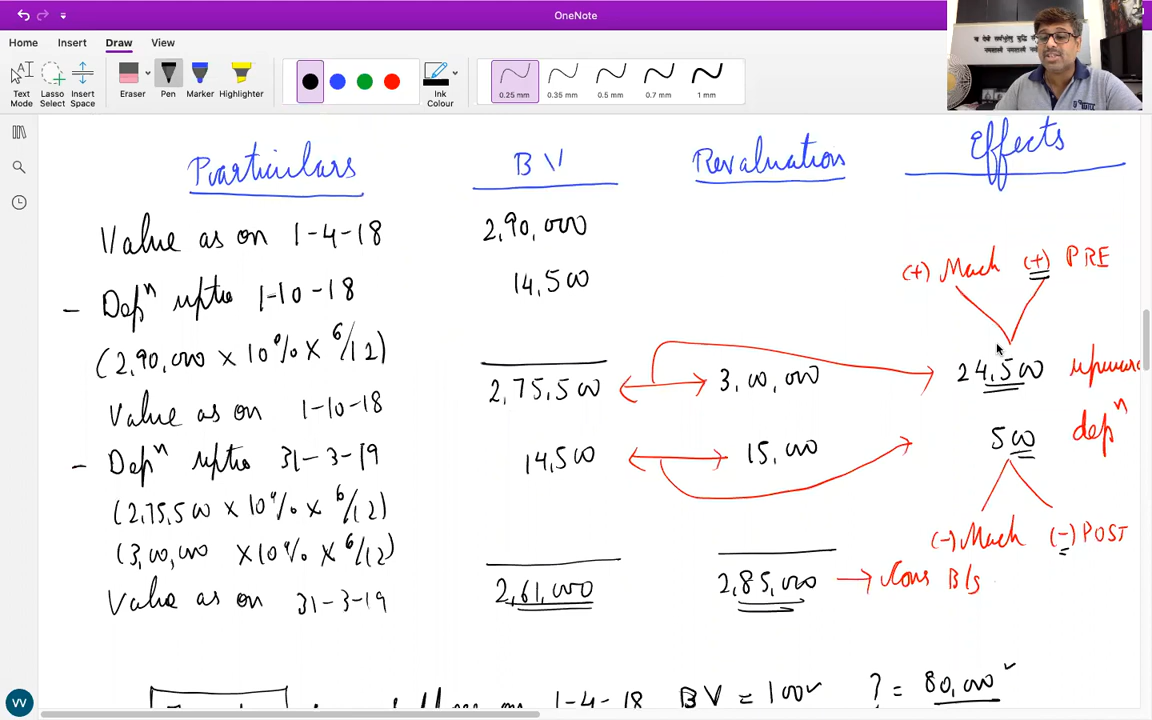 OneNote
Home Insert Draw View
Text Mode
Lasso Select
Insert Space
Eraser
Pen
Marker
Highlighter
Ink Colour
0.25 mm 0.35 mm 0.5 mm 0.7 mm 1 mm
Particulars BV Revaluation Effects
Value as on 1-4-18 2,90,000
(+) Mach (+) PRE
- Depⁿ upto 1-10-18 14,500
(2,90,000 x 10% x 6/12)
Value as on 1-10-18 2,75,500 3,00,000 24,500 upward
- Depⁿ upto 31-3-19 14,500 15,000 500 depⁿ
(2,75,500 x 10% x 6/12)
(3,00,000 x 10% x 6/12)
(-) Mach (-) POST
Value as on 31-3-19 2,61,000 2,85,000 → Cons B/s
1-4-18 BV = 100 ? = 80,000
VV